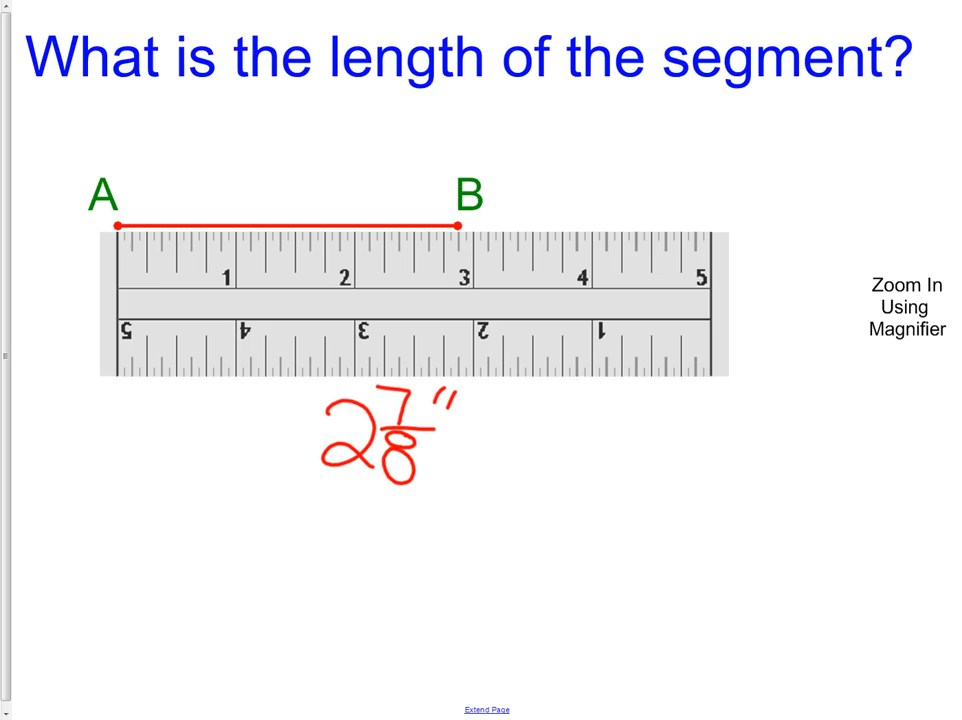 What is the length of the segment?
A B
1 2 3 4 5
5 4 3 2 1
2 7/8 "
Zoom In
Using
Magnifier
Extend Page